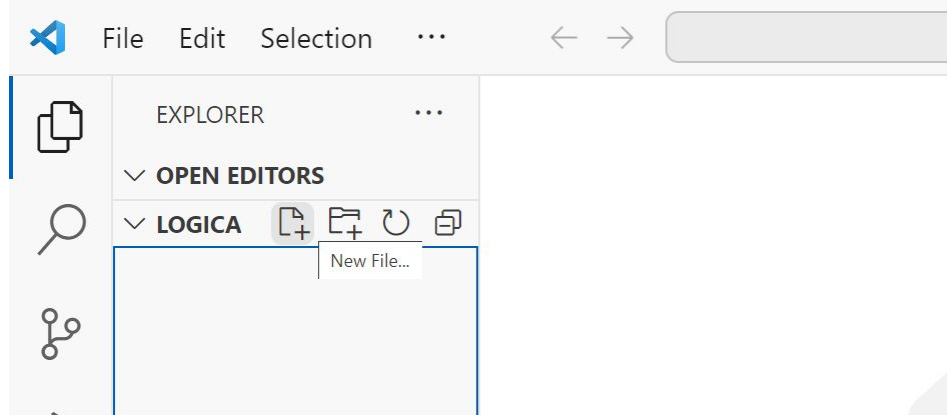 File Edit Selection ...
EXPLORER ...
OPEN EDITORS
LOGICA
New File...